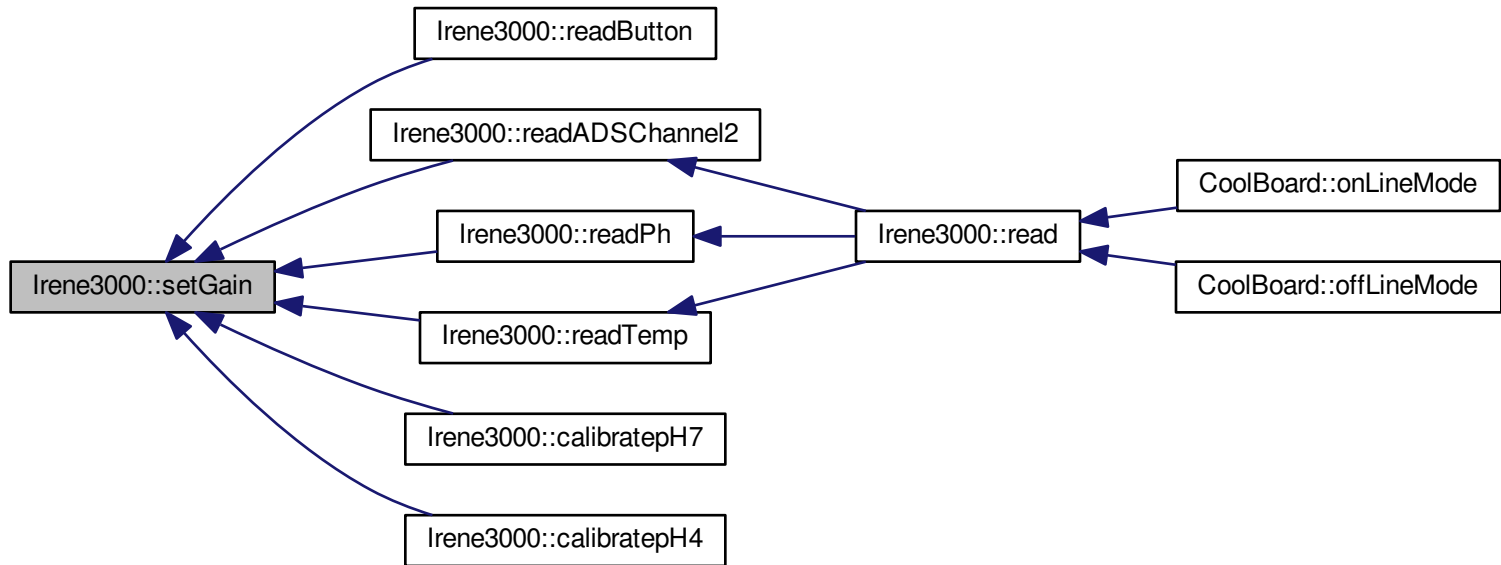 Irene3000::readButton
Irene3000::readADSChannel2
CoolBoard::onLineMode
Irene3000::readPh
Irene3000::read
Irene3000::setGain
CoolBoard::offLineMode
Irene3000::readTemp
Irene3000::calibratepH7
Irene3000::calibratepH4